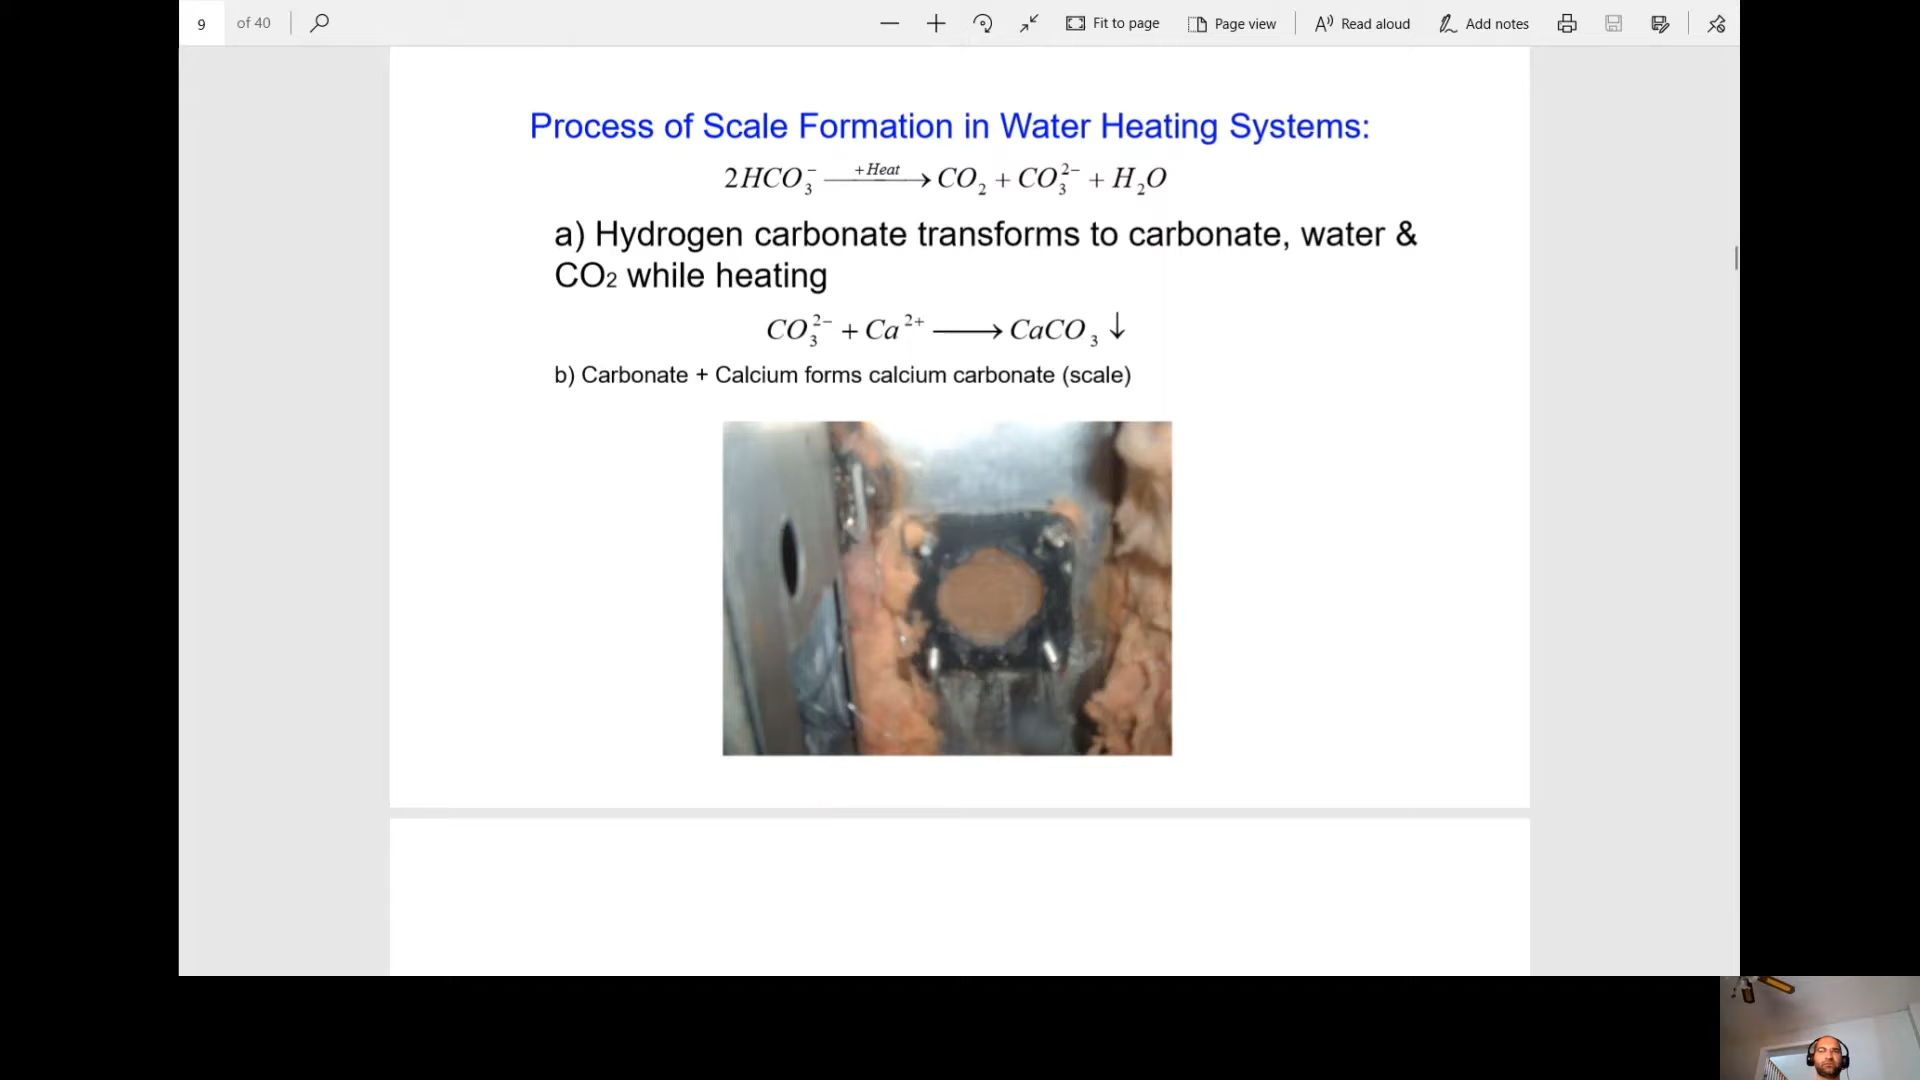 9 of 40 Fit to page Page view Read aloud Add notes
Process of Scale Formation in Water Heating Systems:
2HCO₃⁻ +Heat ⟶ CO₂ + CO₃²⁻ + H₂O
a) Hydrogen carbonate transforms to carbonate, water &
CO₂ while heating
CO₃²⁻ + Ca²⁺ ⟶ CaCO₃ ↓
b) Carbonate + Calcium forms calcium carbonate (scale)